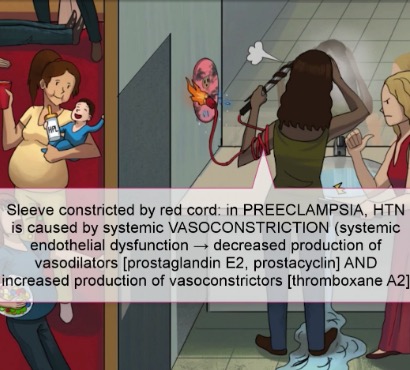 Sleeve constricted by red cord: in PREECLAMPSIA, HTN
is caused by systemic VASOCONSTRICTION (systemic
endothelial dysfunction → decreased production of
vasodilators [prostaglandin E2, prostacyclin] AND
increased production of vasoconstrictors [thromboxane A2]